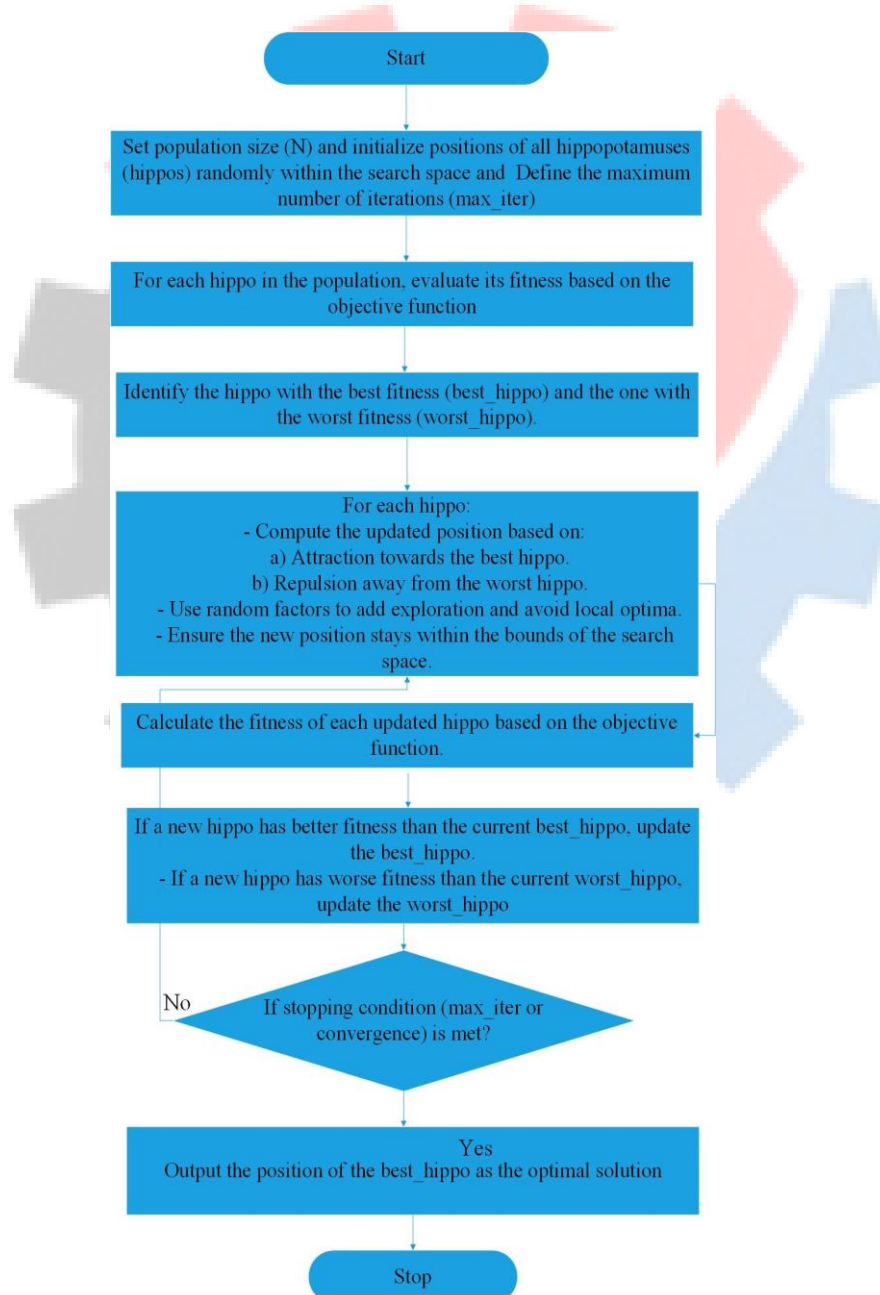 Start
Set population size (N) and initialize positions of all hippopotamuses
(hippos) randomly within the search space and Define the maximum
number of iterations (max_iter)
For each hippo in the population, evaluate its fitness based on the
objective function
Identify the hippo with the best fitness (best_hippo) and the one with
the worst fitness (worst_hippo).
For each hippo:
- Compute the updated position based on:
a) Attraction towards the best hippo.
b) Repulsion away from the worst hippo.
- Use random factors to add exploration and avoid local optima.
- Ensure the new position stays within the bounds of the search
space.
Calculate the fitness of each updated hippo based on the objective
function.
If a new hippo has better fitness than the current best_hippo, update
the best_hippo.
- If a new hippo has worse fitness than the current worst_hippo,
update the worst_hippo
No
If stopping condition (max_iter or
convergence) is met?
Yes
Output the position of the best_hippo as the optimal solution
Stop